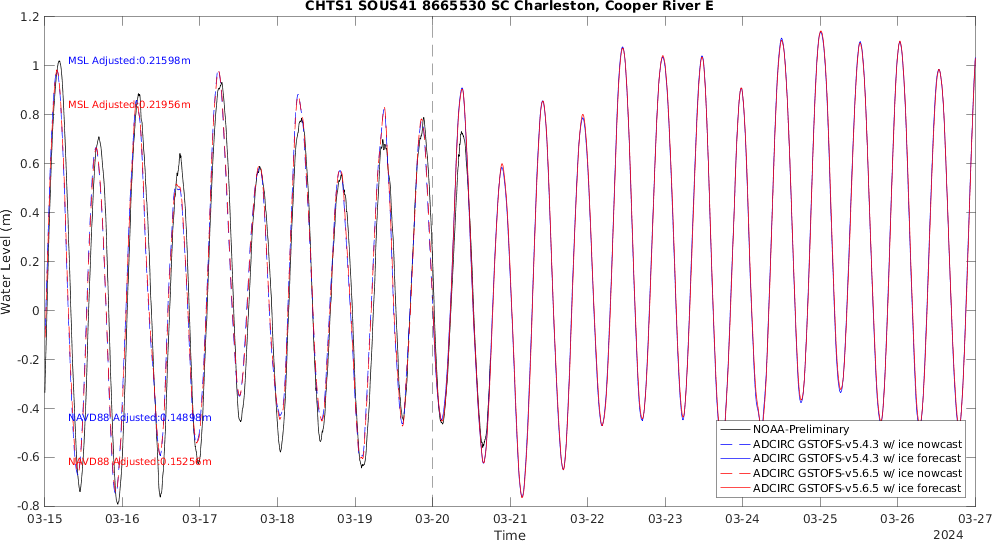 CHTS1 SOUS41 8665530 SC Charleston, Cooper River E
1.2
1
0.8
0.6
0.4
0.2
0
-0.2
-0.4
-0.6
-0.8
Water Level (m)
MSL Adjusted:0.21598m
MSL Adjusted:0.21956m
NAVD88 Adjusted:0.14898m
NAVD88 Adjusted:0.15256m
NOAA-Preliminary
ADCIRC GSTOFS-v5.4.3 w/ ice nowcast
ADCIRC GSTOFS-v5.4.3 w/ ice forecast
ADCIRC GSTOFS-v5.6.5 w/ ice nowcast
ADCIRC GSTOFS-v5.6.5 w/ ice forecast
03-15 03-16 03-17 03-18 03-19 03-20 03-21 03-22 03-23 03-24 03-25 03-26 03-27
Time
2024